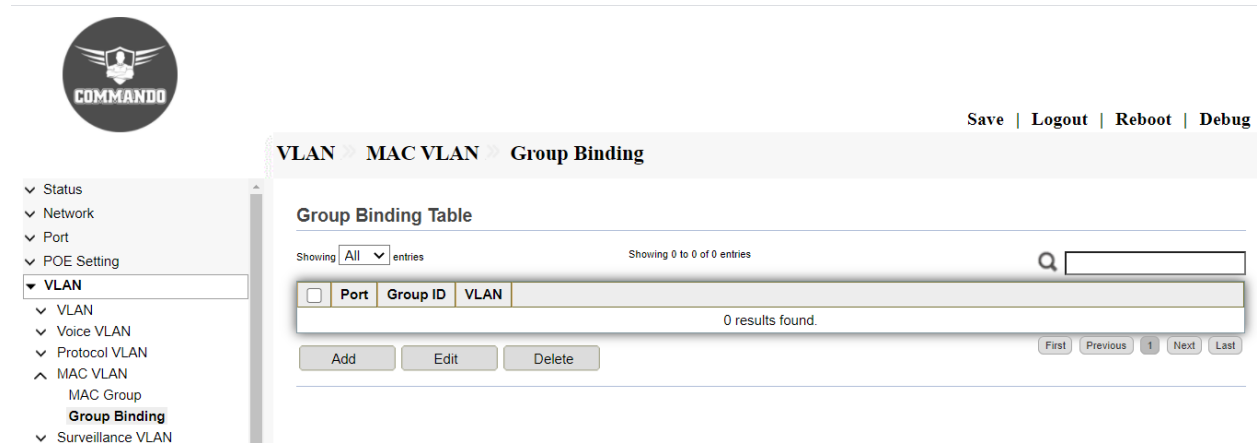 COMMANDO
Save | Logout | Reboot | Debug
VLAN » MAC VLAN » Group Binding
Status
Network
Port
POE Setting
VLAN
VLAN
Voice VLAN
Protocol VLAN
MAC VLAN
MAC Group
Group Binding
Surveillance VLAN
Group Binding Table
Showing All entries Showing 0 to 0 of 0 entries
Port Group ID VLAN
0 results found.
Add Edit Delete First Previous 1 Next Last